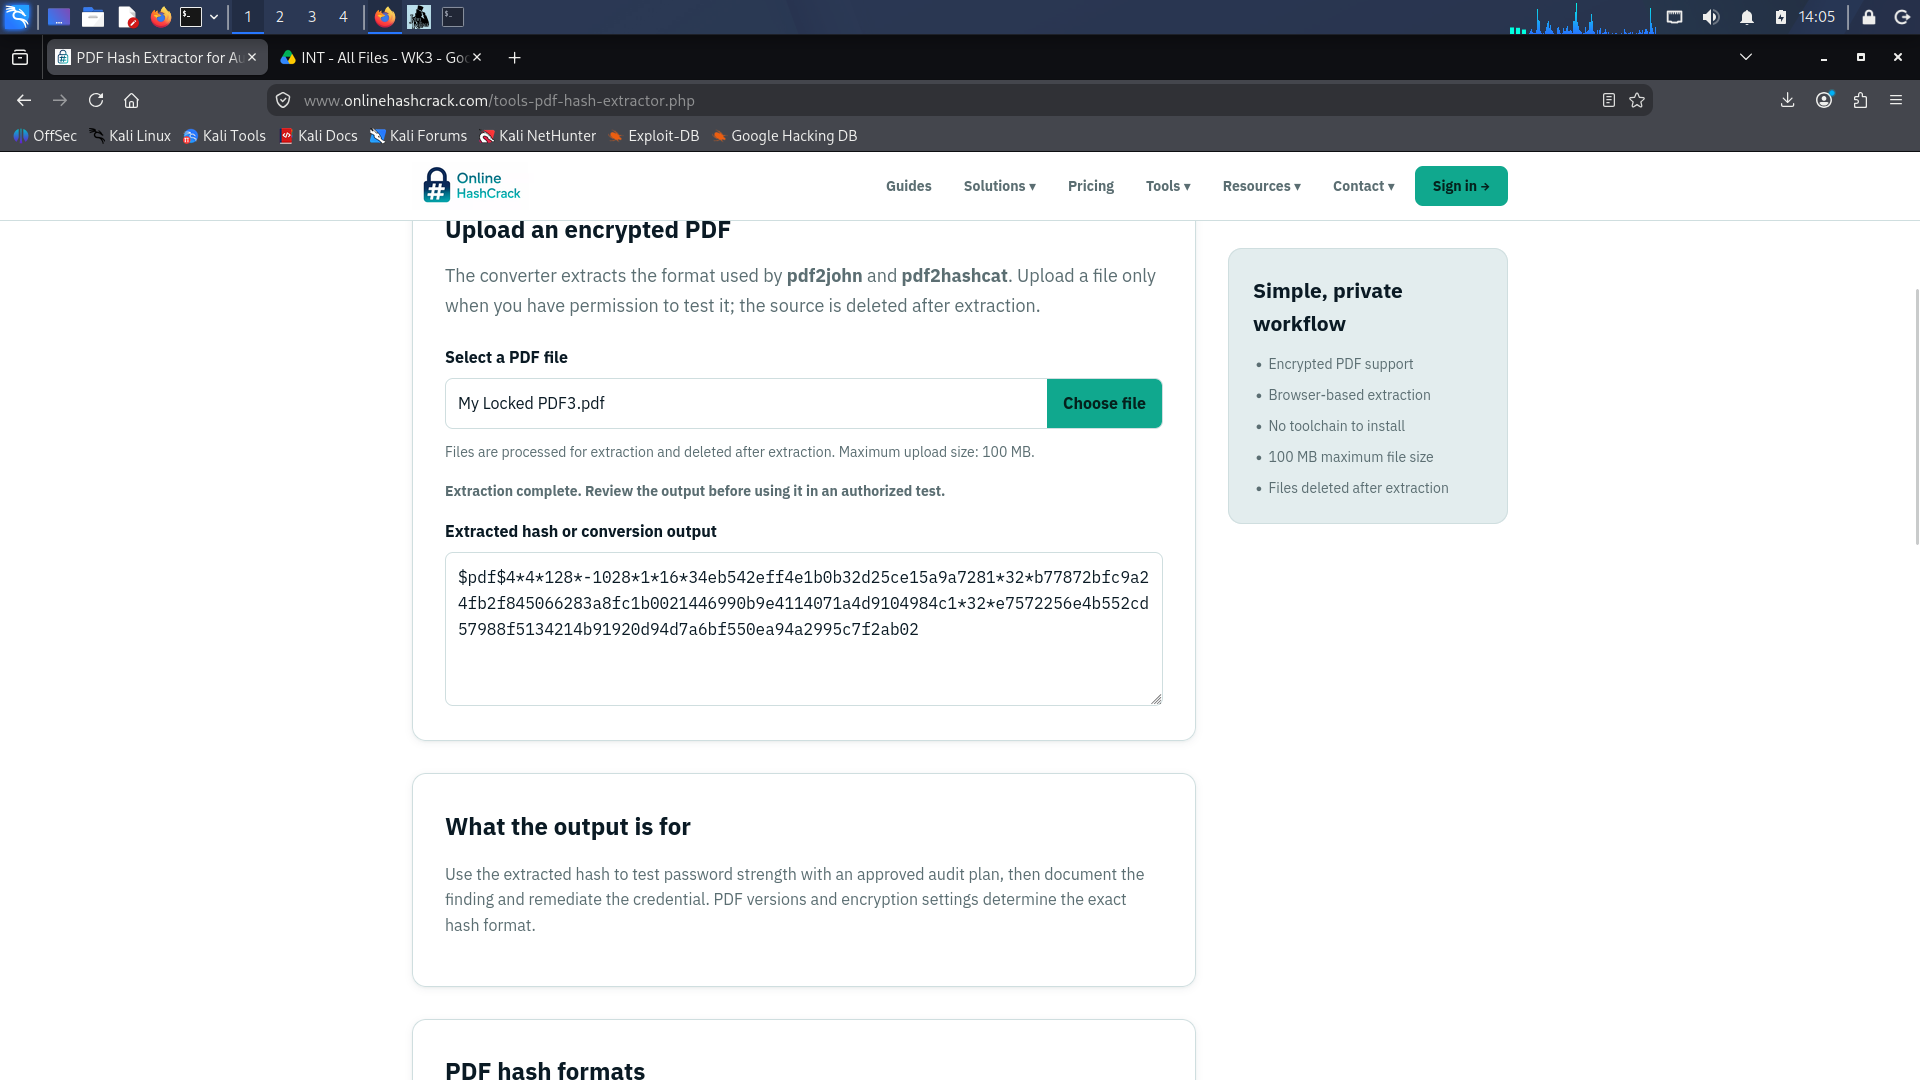 1 2 3 4 14:05
PDF Hash Extractor for Au
INT - All Files - WK3 - Goo
www.onlinehashcrack.com/tools-pdf-hash-extractor.php
OffSec Kali Linux Kali Tools Kali Docs Kali Forums Kali NetHunter Exploit-DB Google Hacking DB
Online
HashCrack
Guides Solutions ▾ Pricing Tools ▾ Resources ▾ Contact ▾ Sign in →
Upload an encrypted PDF
The converter extracts the format used by pdf2john and pdf2hashcat. Upload a file only
when you have permission to test it; the source is deleted after extraction.
Select a PDF file
My Locked PDF3.pdf Choose file
Files are processed for extraction and deleted after extraction. Maximum upload size: 100 MB.
Extraction complete. Review the output before using it in an authorized test.
Extracted hash or conversion output
$pdf$4*4*128*-1028*1*16*34eb542eff4e1b0b32d25ce15a9a7281*32*b77872bfc9a2
4fb2f845066283a8fc1b0021446990b9e4114071a4d9104984c1*32*e7572256e4b552cd
57988f5134214b91920d94d7a6bf550ea94a2995c7f2ab02
Simple, private
workflow
• Encrypted PDF support
• Browser-based extraction
• No toolchain to install
• 100 MB maximum file size
• Files deleted after extraction
What the output is for
Use the extracted hash to test password strength with an approved audit plan, then document the
finding and remediate the credential. PDF versions and encryption settings determine the exact
hash format.
PDF hash formats